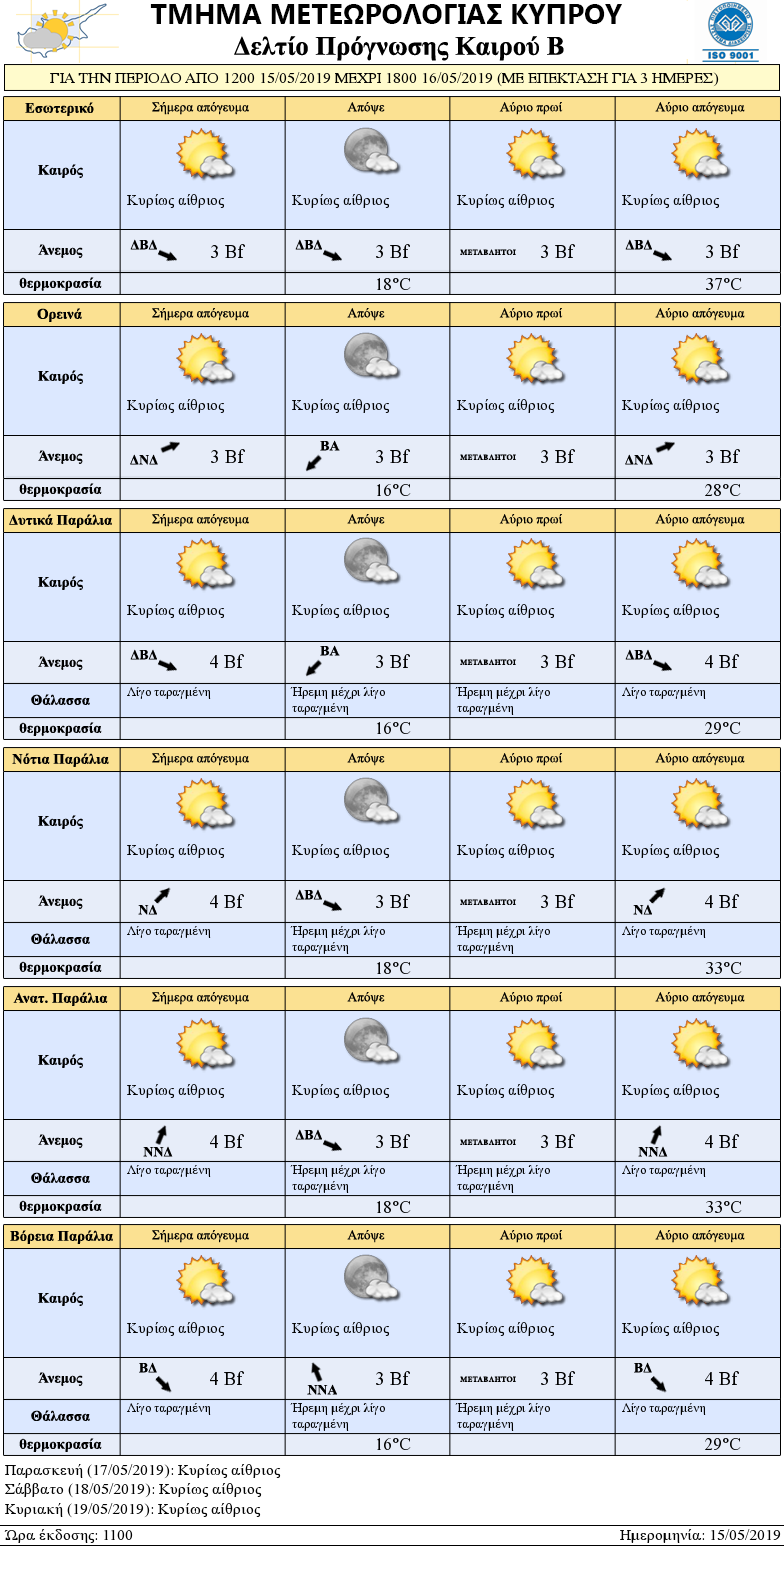 ΤΜΗΜΑ ΜΕΤΕΩΡΟΛΟΓΙΑΣ ΚΥΠΡΟΥ
Δελτίο Πρόγνωσης Καιρού Β
ISO 9001
ΓΙΑ ΤΗΝ ΠΕΡΙΟΔΟ ΑΠΟ 1200 15/05/2019 ΜΕΧΡΙ 1800 16/05/2019 (ΜΕ ΕΠΕΚΤΑΣΗ ΓΙΑ 3 ΗΜΕΡΕΣ)
Εσωτερικό Σήμερα απόγευμα Απόψε Αύριο πρωί Αύριο απόγευμα
Καιρός
Κυρίως αίθριος Κυρίως αίθριος Κυρίως αίθριος Κυρίως αίθριος
Άνεμος ΔΒΔ 3 Bf ΔΒΔ 3 Bf ΜΕΤΑΒΛΗΤΟΙ 3 Bf ΔΒΔ 3 Bf
θερμοκρασία 18°C 37°C
Ορεινά Σήμερα απόγευμα Απόψε Αύριο πρωί Αύριο απόγευμα
Καιρός
Κυρίως αίθριος Κυρίως αίθριος Κυρίως αίθριος Κυρίως αίθριος
Άνεμος ΔΝΔ 3 Bf ΒΑ 3 Bf ΜΕΤΑΒΛΗΤΟΙ 3 Bf ΔΝΔ 3 Bf
θερμοκρασία 16°C 28°C
Δυτικά Παράλια Σήμερα απόγευμα Απόψε Αύριο πρωί Αύριο απόγευμα
Καιρός
Κυρίως αίθριος Κυρίως αίθριος Κυρίως αίθριος Κυρίως αίθριος
Άνεμος ΔΒΔ 4 Bf ΒΑ 3 Bf ΜΕΤΑΒΛΗΤΟΙ 3 Bf ΔΒΔ 4 Bf
Θάλασσα Λίγο ταραγμένη Ήρεμη μέχρι λίγο Ήρεμη μέχρι λίγο Λίγο ταραγμένη
ταραγμένη ταραγμένη
θερμοκρασία 16°C 29°C
Νότια Παράλια Σήμερα απόγευμα Απόψε Αύριο πρωί Αύριο απόγευμα
Καιρός
Κυρίως αίθριος Κυρίως αίθριος Κυρίως αίθριος Κυρίως αίθριος
Άνεμος ΝΔ 4 Bf ΔΒΔ 3 Bf ΜΕΤΑΒΛΗΤΟΙ 3 Bf ΝΔ 4 Bf
Θάλασσα Λίγο ταραγμένη Ήρεμη μέχρι λίγο Ήρεμη μέχρι λίγο Λίγο ταραγμένη
ταραγμένη ταραγμένη
θερμοκρασία 18°C 33°C
Ανατ. Παράλια Σήμερα απόγευμα Απόψε Αύριο πρωί Αύριο απόγευμα
Καιρός
Κυρίως αίθριος Κυρίως αίθριος Κυρίως αίθριος Κυρίως αίθριος
Άνεμος ΝΝΔ 4 Bf ΔΒΔ 3 Bf ΜΕΤΑΒΛΗΤΟΙ 3 Bf ΝΝΔ 4 Bf
Θάλασσα Λίγο ταραγμένη Ήρεμη μέχρι λίγο Ήρεμη μέχρι λίγο Λίγο ταραγμένη
ταραγμένη ταραγμένη
θερμοκρασία 18°C 33°C
Βόρεια Παράλια Σήμερα απόγευμα Απόψε Αύριο πρωί Αύριο απόγευμα
Καιρός
Κυρίως αίθριος Κυρίως αίθριος Κυρίως αίθριος Κυρίως αίθριος
Άνεμος ΒΔ 4 Bf ΝΝΑ 3 Bf ΜΕΤΑΒΛΗΤΟΙ 3 Bf ΒΔ 4 Bf
Θάλασσα Λίγο ταραγμένη Ήρεμη μέχρι λίγο Ήρεμη μέχρι λίγο Λίγο ταραγμένη
ταραγμένη ταραγμένη
θερμοκρασία 16°C 29°C
Παρασκευή (17/05/2019): Κυρίως αίθριος
Σάββατο (18/05/2019): Κυρίως αίθριος
Κυριακή (19/05/2019): Κυρίως αίθριος
Ώρα έκδοσης: 1100 Ημερομηνία: 15/05/2019